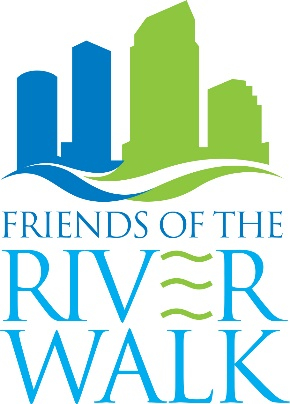 FRIENDS OF THE
RIVER
WALK